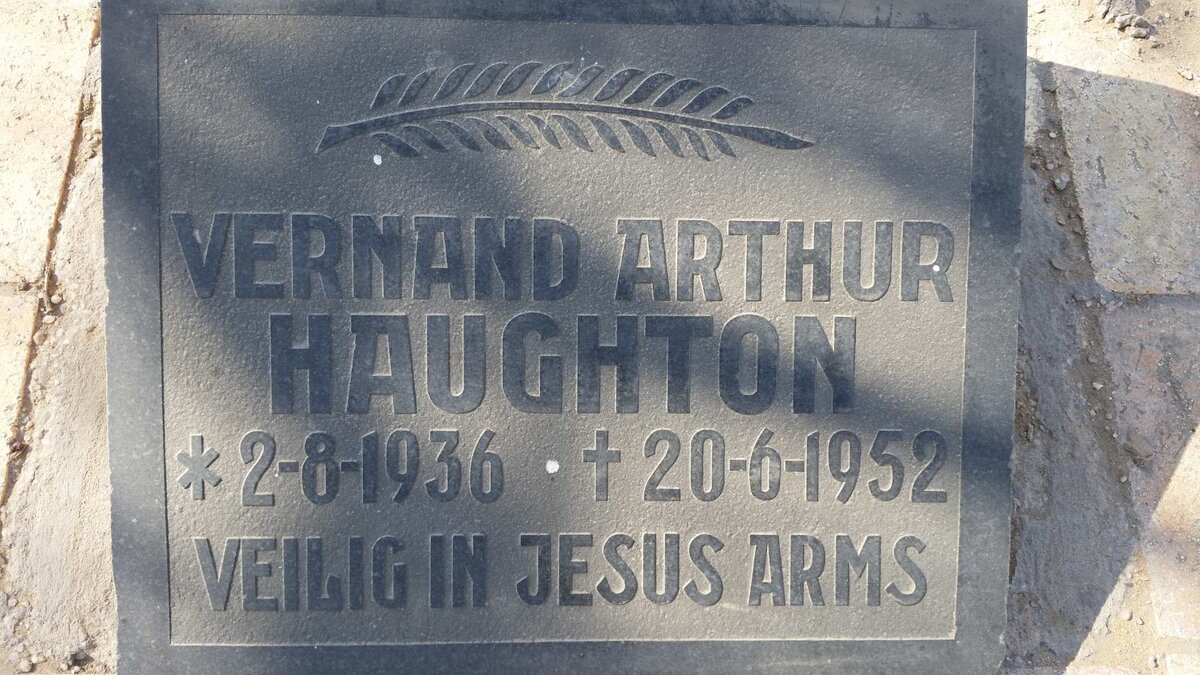 VERNAND ARTHUR
HAUGHTON
* 2-8-1936 † 20-6-1952
VEILIG IN JESUS ARMS